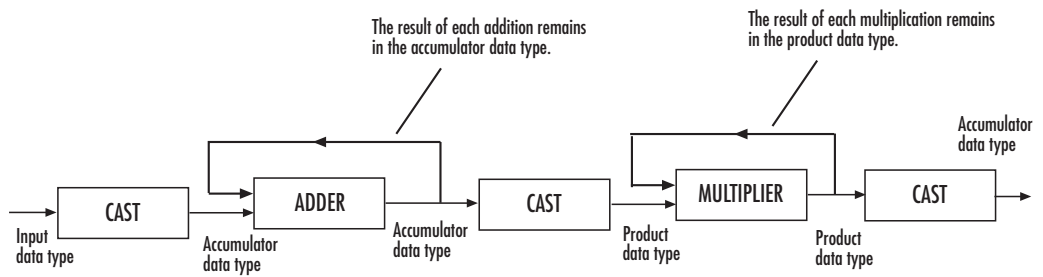 The result of each addition remains
in the accumulator data type.
The result of each multiplication remains
in the product data type.
Accumulator
data type
CAST
ADDER
CAST
MULTIPLIER
CAST
Input
data type
Accumulator
data type
Accumulator
data type
Product
data type
Product
data type